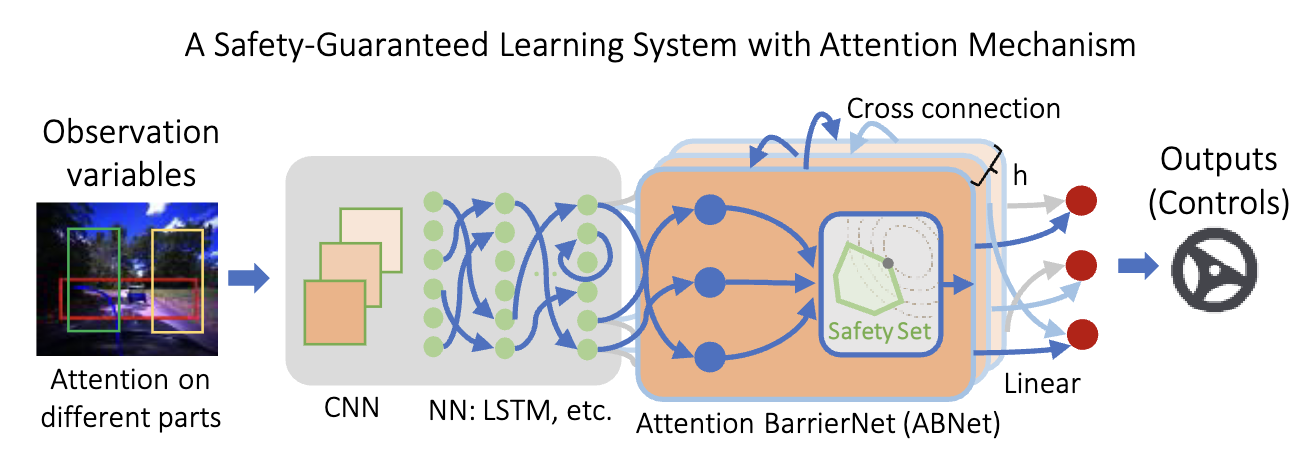 A Safety-Guaranteed Learning System with Attention Mechanism
Observation
variables
Attention on
different parts
CNN
NN: LSTM, etc.
Cross connection
h
Safety Set
Attention BarrierNet (ABNet)
Linear
Outputs
(Controls)